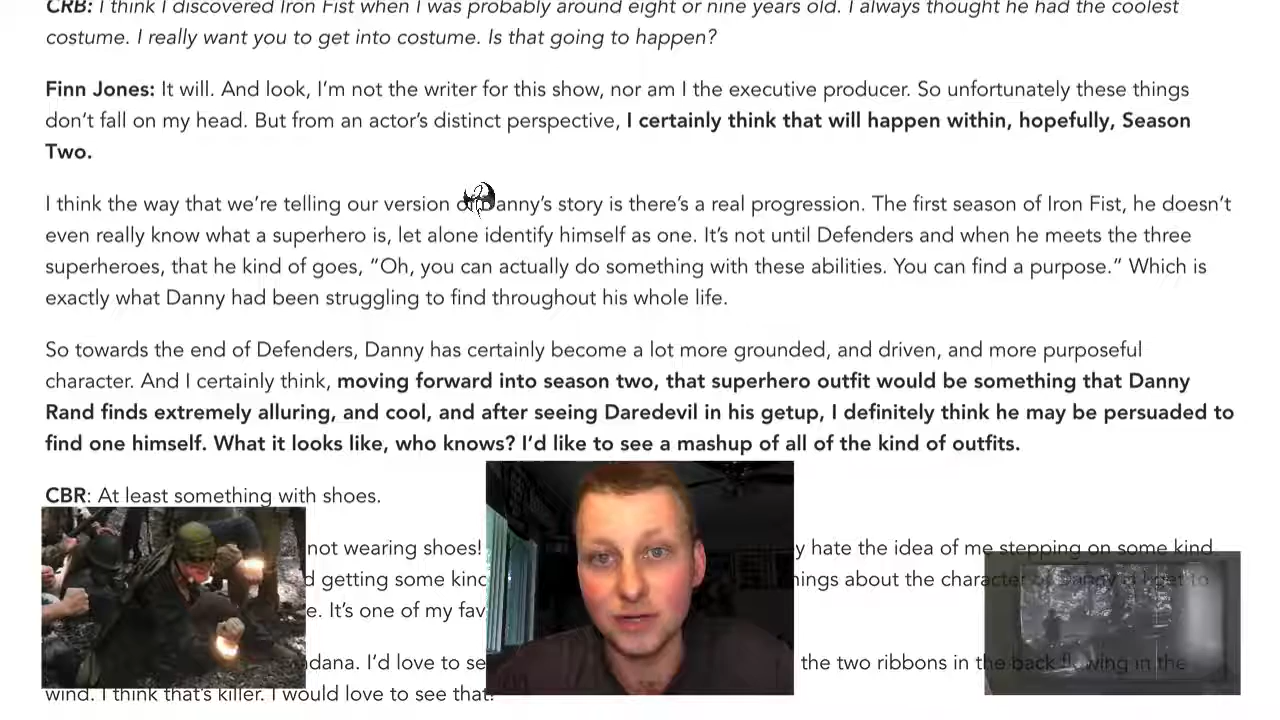 CRB: I think I discovered Iron Fist when I was probably around eight or nine years old. I always thought he had the coolest
costume. I really want you to get into costume. Is that going to happen?
Finn Jones: It will. And look, I’m not the writer for this show, nor am I the executive producer. So unfortunately these things
don’t fall on my head. But from an actor’s distinct perspective, I certainly think that will happen within, hopefully, Season
Two.
I think the way that we’re telling our version of Danny’s story is there’s a real progression. The first season of Iron Fist, he doesn’t
even really know what a superhero is, let alone identify himself as one. It’s not until Defenders and when he meets the three
superheroes, that he kind of goes, “Oh, you can actually do something with these abilities. You can find a purpose.” Which is
exactly what Danny had been struggling to find throughout his whole life.
So towards the end of Defenders, Danny has certainly become a lot more grounded, and driven, and more purposeful
character. And I certainly think, moving forward into season two, that superhero outfit would be something that Danny
Rand finds extremely alluring, and cool, and after seeing Daredevil in his getup, I definitely think he may be persuaded to
find one himself. What it looks like, who knows? I’d like to see a mashup of all of the kind of outfits.
CBR: At least something with shoes.
not wearing shoes! y hate the idea of me stepping on some kind
d getting some kind things about the character of Danny is I get to
e. It’s one of my fav
ndana. I’d love to se the two ribbons in the back flowing in the
wind. I think that’s killer. I would love to see that!